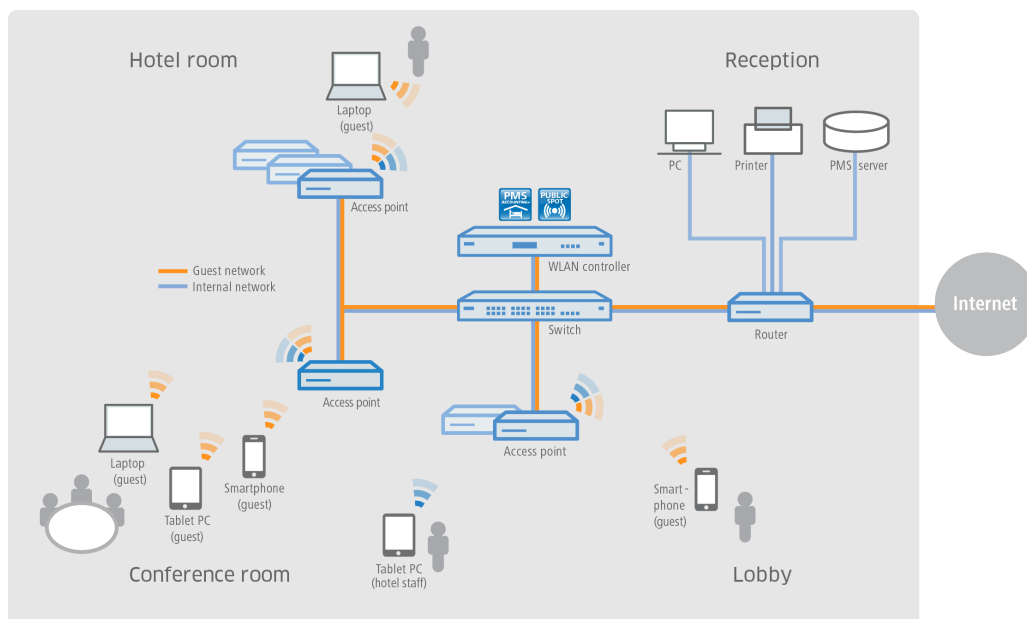 Hotel room
Reception
Laptop
(guest)
PC
Printer
PMS server
Access point
PMS
ACCOUNTING+
PUBLIC
SPOT
WLAN controller
Guest network
Internal network
Internet
Switch
Router
Access point
Access point
Laptop
(guest)
Smartphone
(guest)
Tablet PC
(guest)
Smart -
phone
(guest)
Tablet PC
(hotel staff)
Conference room
Lobby